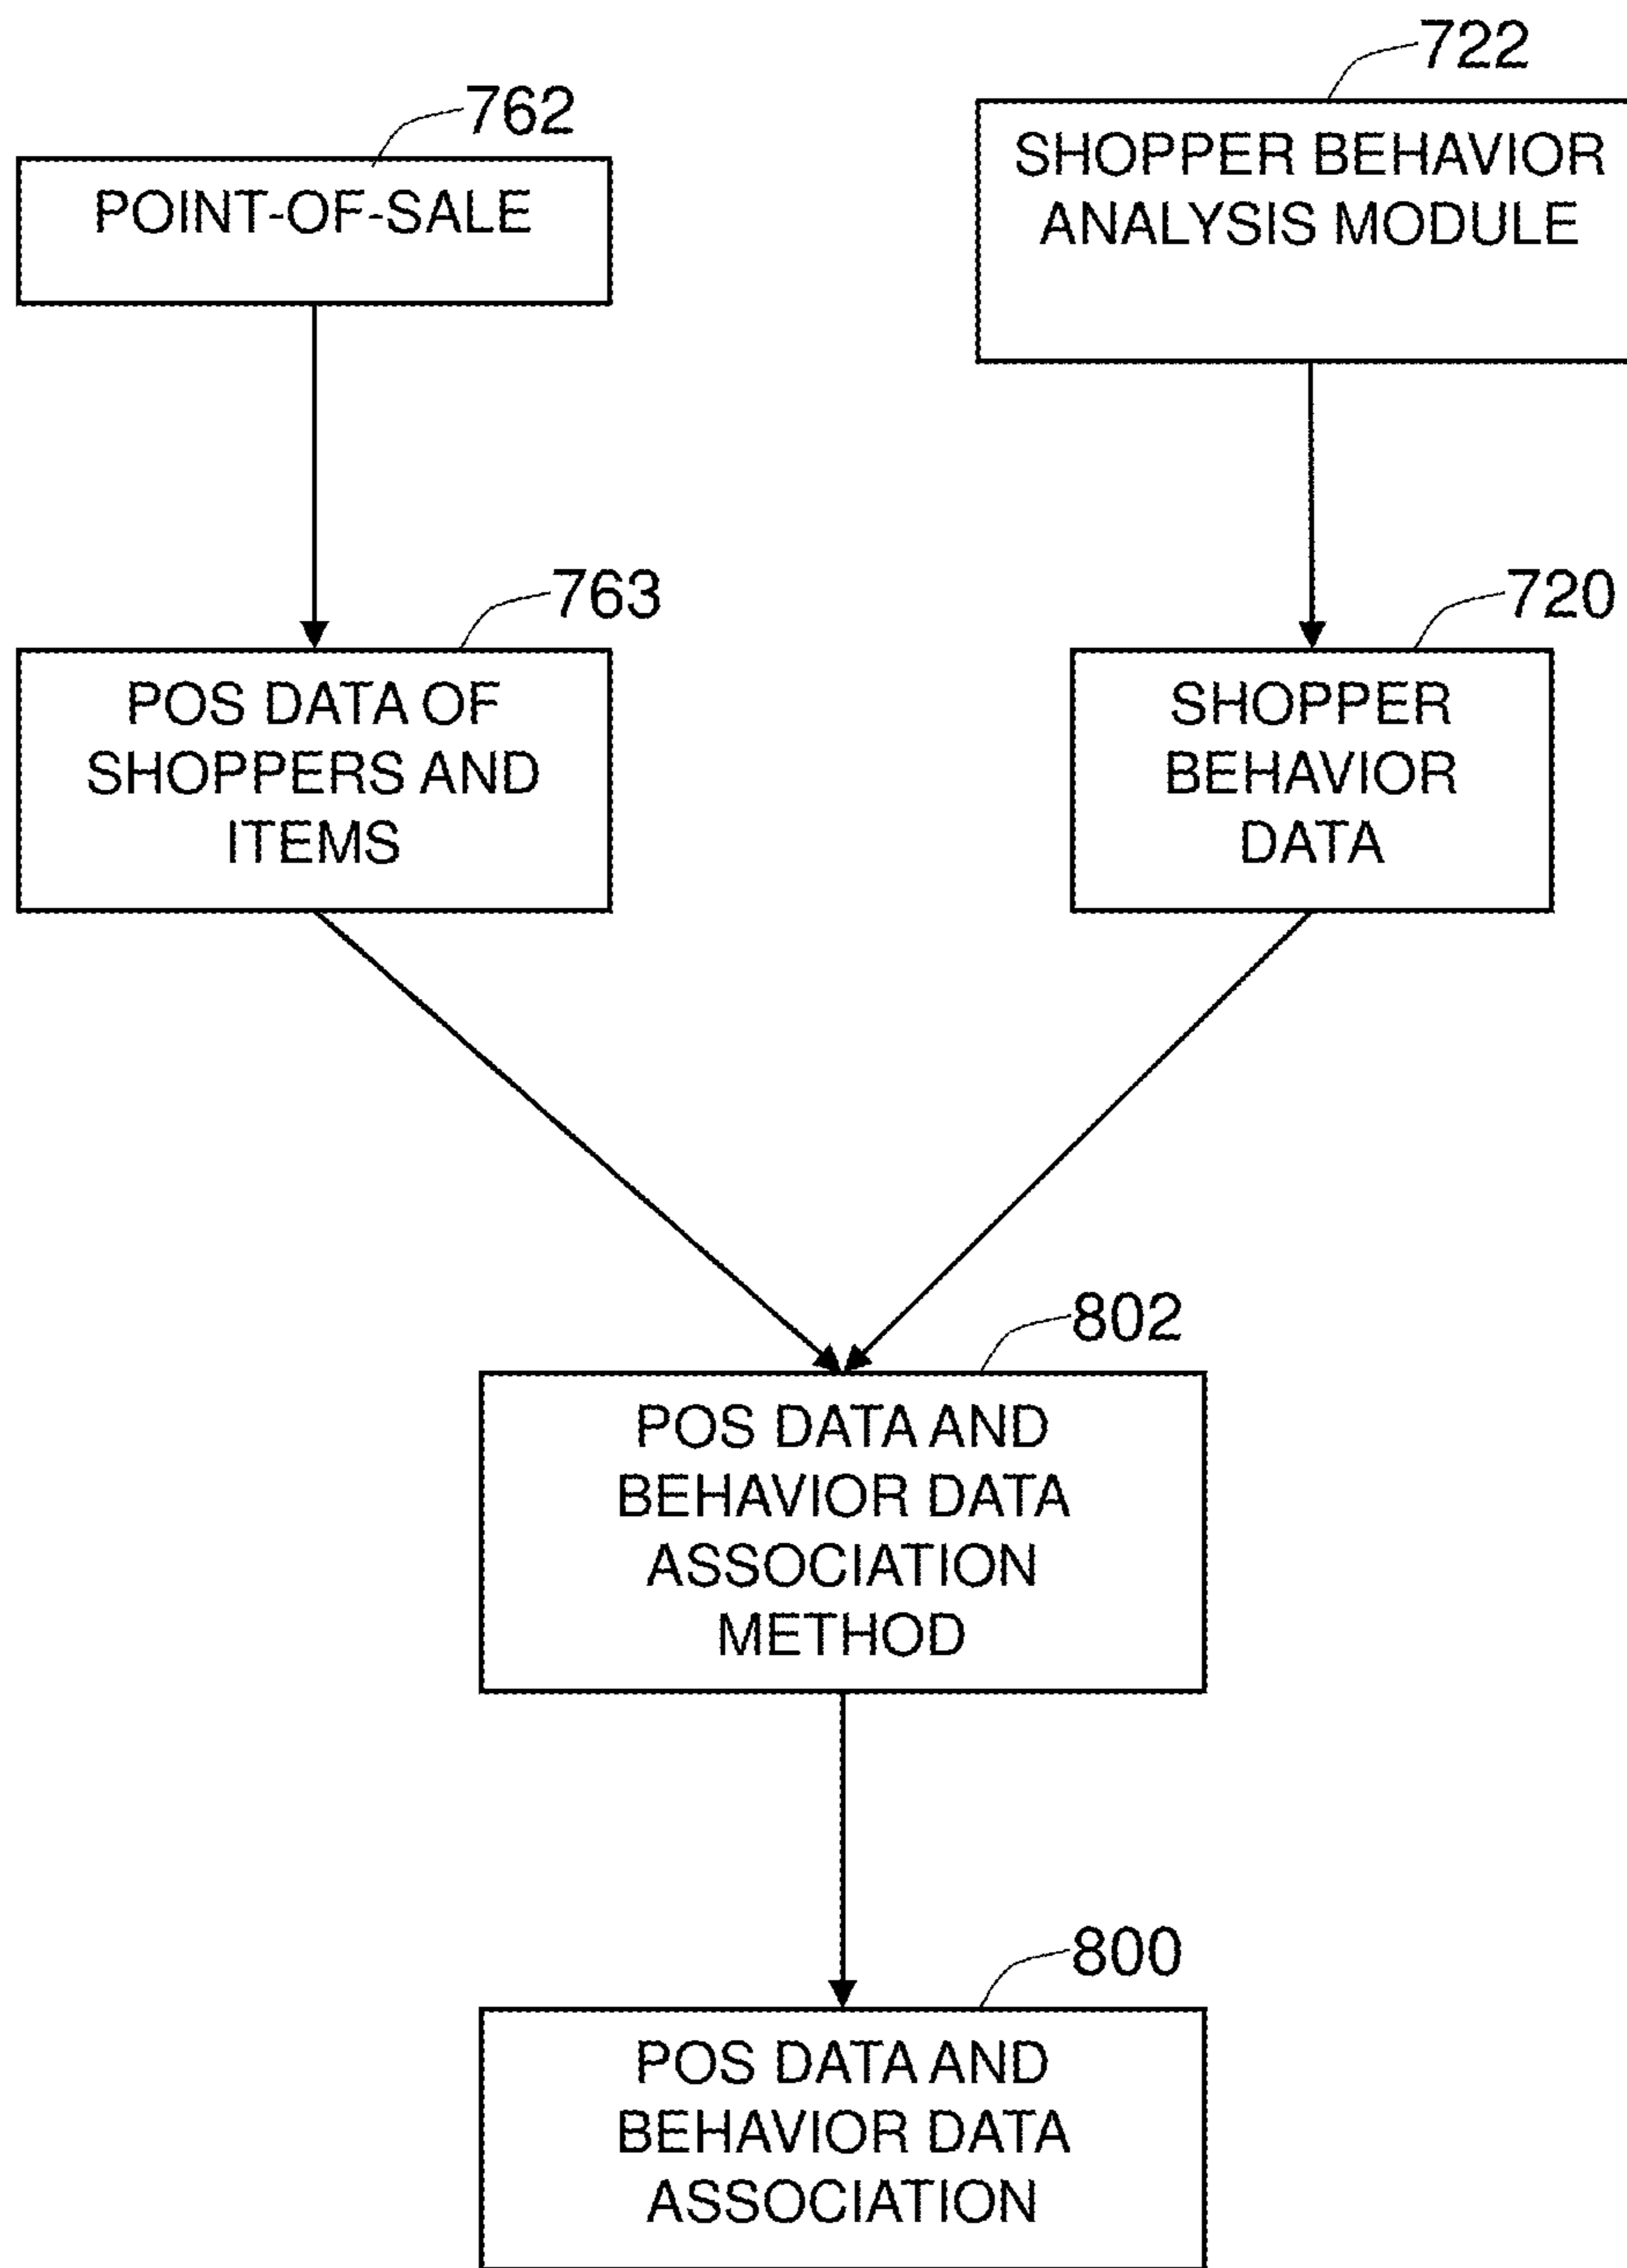 722
762
SHOPPER BEHAVIOR
ANALYSIS MODULE
POINT-OF-SALE
763
720
POS DATA OF
SHOPPERS AND
ITEMS
SHOPPER
BEHAVIOR
DATA
802
POS DATA AND
BEHAVIOR DATA
ASSOCIATION
METHOD
800
POS DATA AND
BEHAVIOR DATA
ASSOCIATION